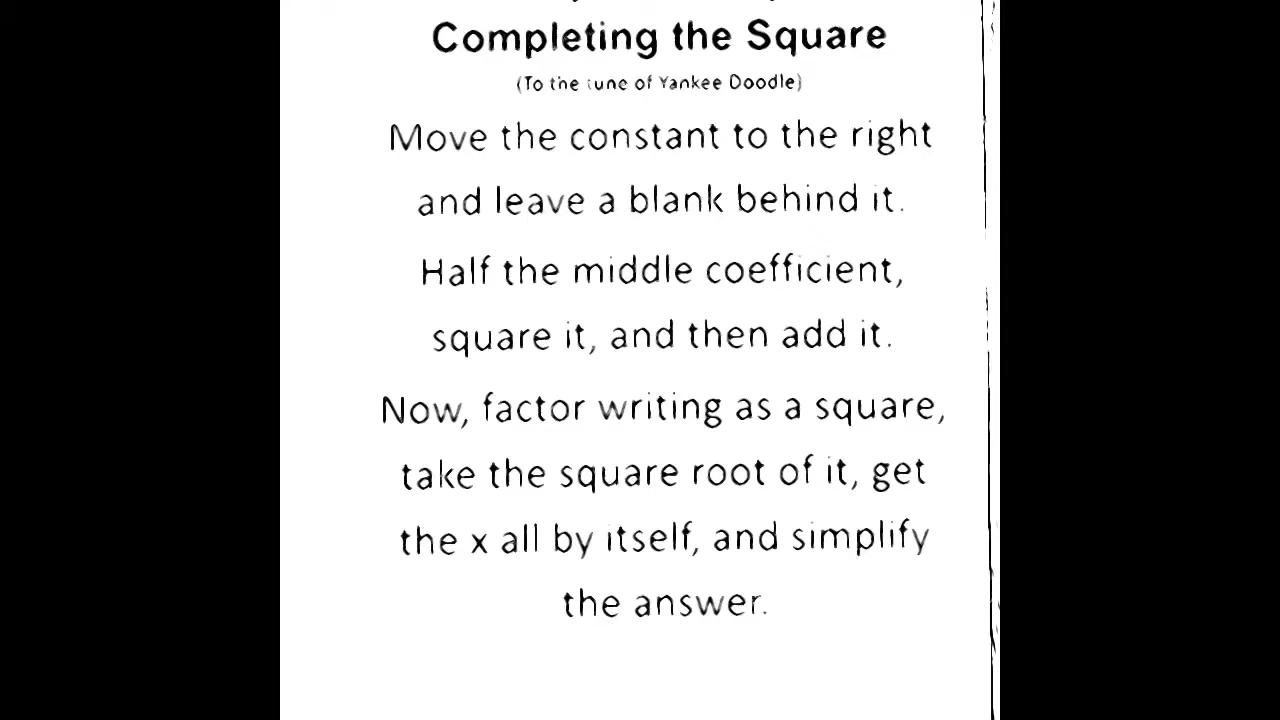 Completing the Square
(To the tune of Yankee Doodle)
Move the constant to the right
and leave a blank behind it.
Half the middle coefficient,
square it, and then add it.
Now, factor writing as a square,
take the square root of it, get
the x all by itself, and simplify
the answer.